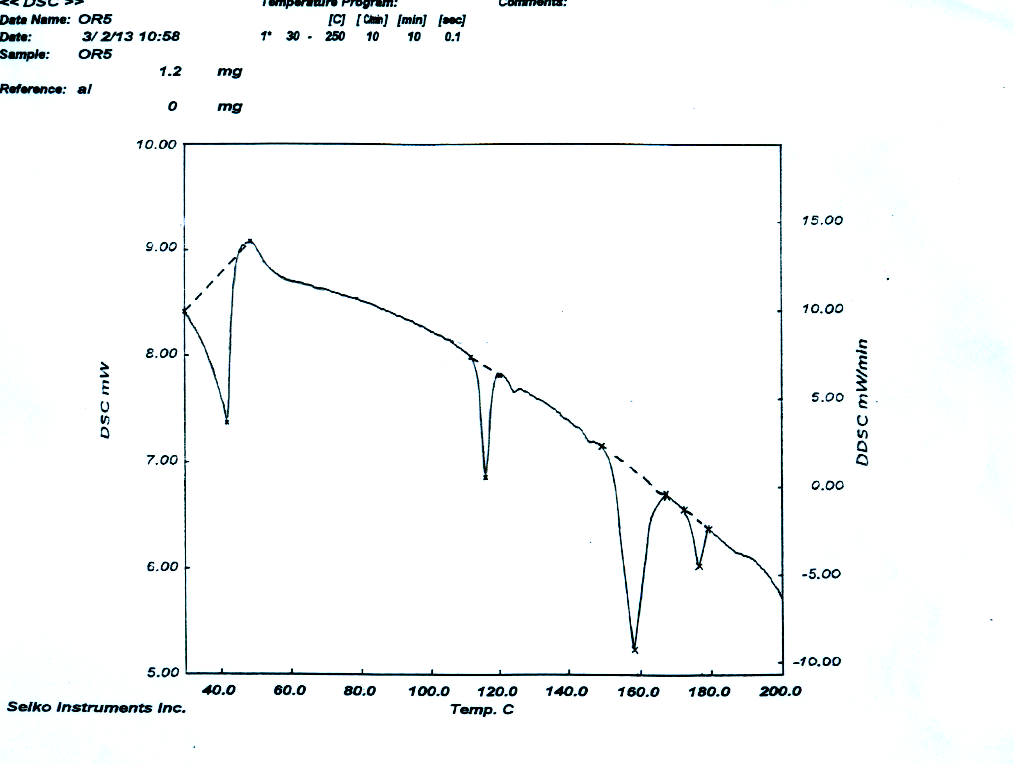 << DSC >> Temperature Program: Comments:
Data Name: OR5 [C] [C/min] [min] [sec]
Date: 3/ 2/13 10:58 1* 30 - 250 10 10 0.1
Sample: OR5
1.2 mg
Reference: al
0 mg
10.00
15.00
9.00
10.00
8.00
DSC mW
5.00
DDSC mW/min
7.00
0.00
6.00
-5.00
5.00
-10.00
40.0 60.0 80.0 100.0 120.0 140.0 160.0 180.0 200.0
Seiko Instruments Inc. Temp. C